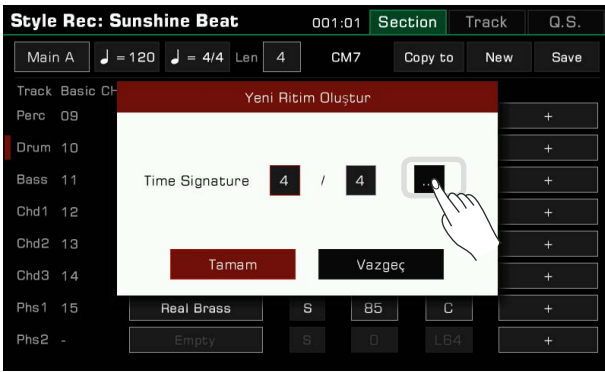 Style Rec: Sunshine Beat 001:01 Section Track Q.S.
Main A ♩ = 120 ♩ = 4/4 Len 4 CM7 Copy to New Save
Track Basic CH
Yeni Ritim Oluştur
Perc 09 +
Drum 10 +
Bass 11 Time Signature 4 / 4 ... +
Chd1 12 +
Chd2 13 +
Tamam Vazgeç
Chd3 14 +
Phs1 15 Real Brass S 85 C +
Phs2 - Empty S 0 L64 +